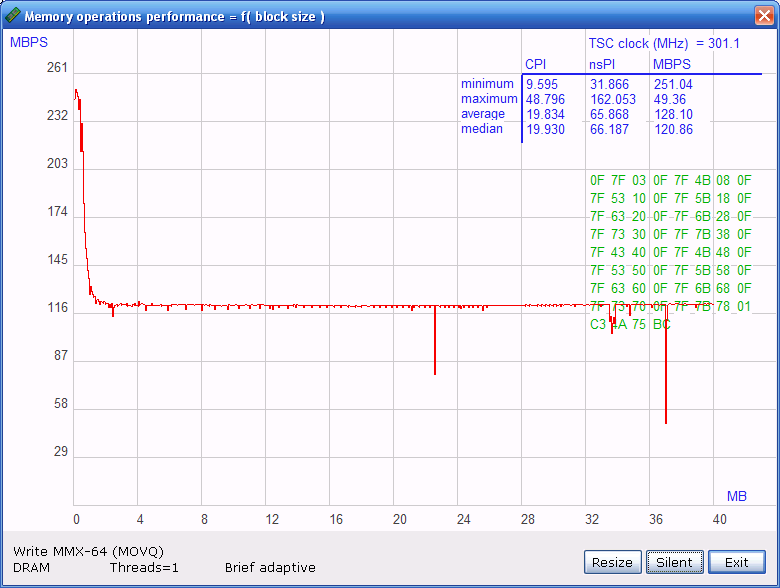 Memory operations performance = f( block size )
MBPS
TSC clock (MHz) = 301.1
CPI nsPI MBPS
minimum 9.595 31.866 251.04
maximum 48.796 162.053 49.36
average 19.834 65.868 128.10
median 19.930 66.187 120.86
261
232
203
174
145
116
87
58
29
0F 7F 03 0F 7F 4B 08 0F
7F 53 10 0F 7F 5B 18 0F
7F 63 20 0F 7F 6B 28 0F
7F 73 30 0F 7F 7B 38 0F
7F 43 40 0F 7F 4B 48 0F
7F 53 50 0F 7F 5B 58 0F
7F 63 60 0F 7F 6B 68 0F
7F 73 70 0F 7F 7B 78 01
C3 4A 75 BC
MB
0 4 8 12 16 20 24 28 32 36 40
Write MMX-64 (MOVQ)
DRAM Threads=1 Brief adaptive
Resize Silent Exit